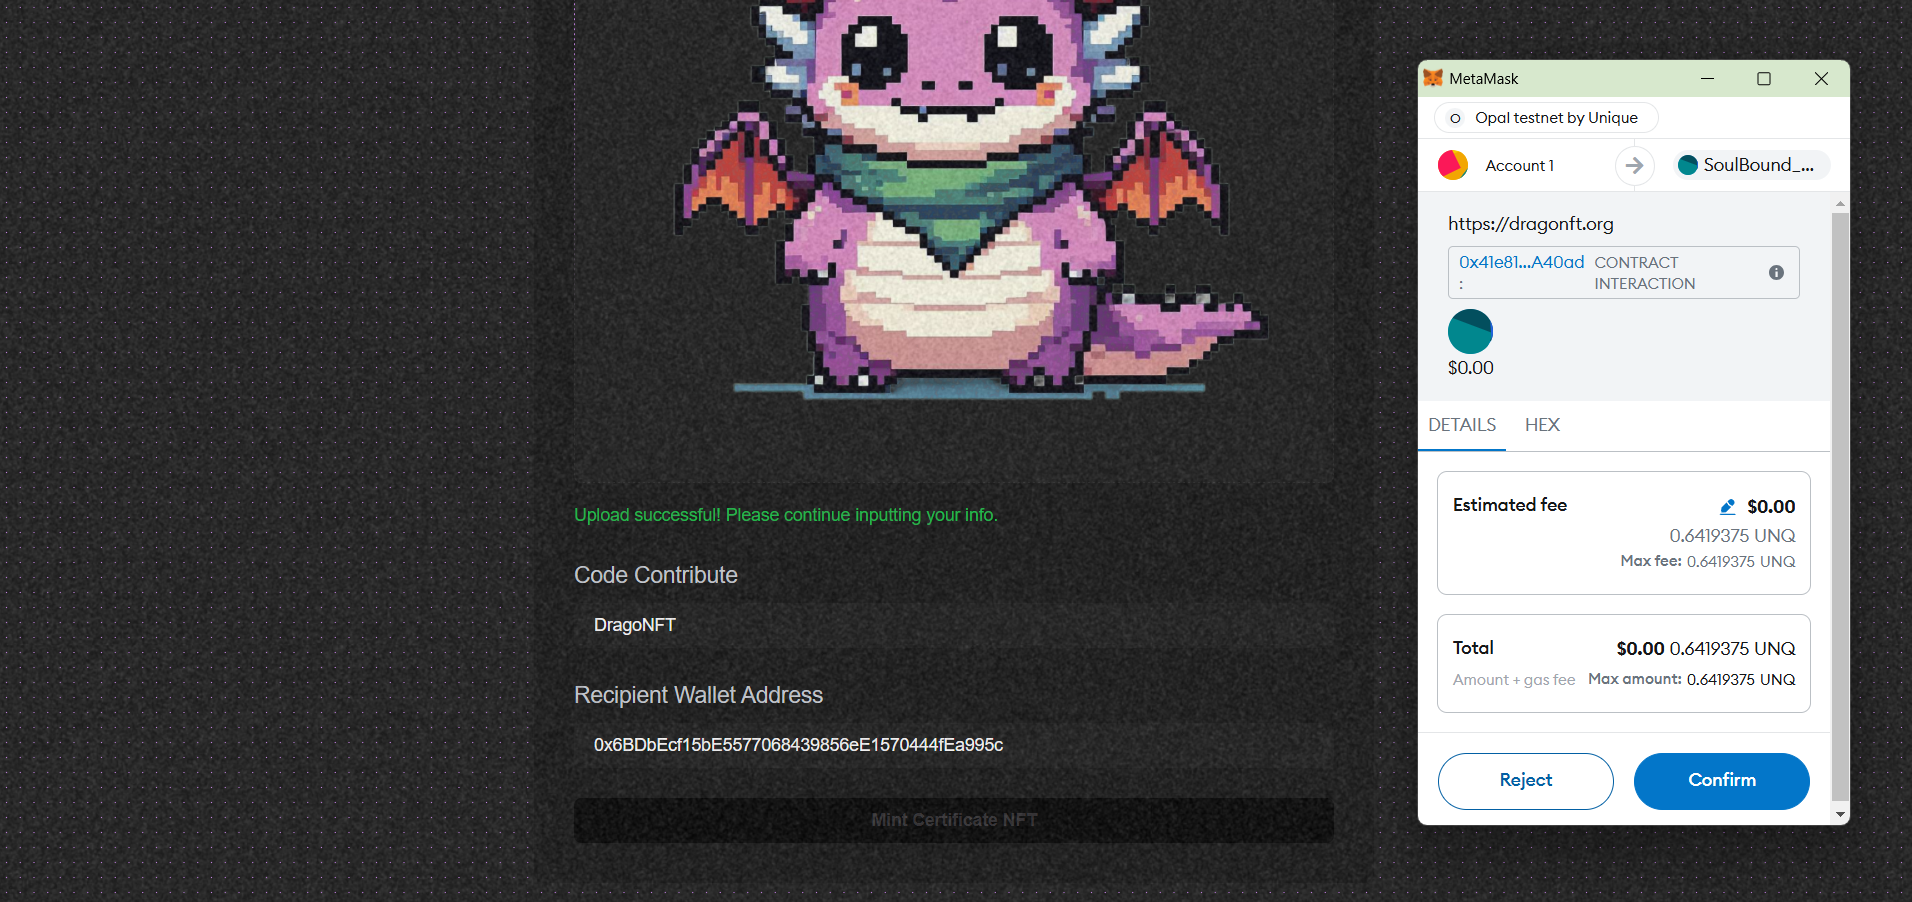 Upload successful! Please continue inputting your info.
Code Contribute
DragoNFT
Recipient Wallet Address
0x6BDbEcf15bE5577068439856eE1570444fEa995c
Mint Certificate NFT
MetaMask
O Opal testnet by Unique
Account 1
SoulBound_...
https://dragonft.org
0x41e81...A40ad CONTRACT
: INTERACTION
$0.00
DETAILS HEX
Estimated fee $0.00
0.6419375 UNQ
Max fee: 0.6419375 UNQ
Total $0.00 0.6419375 UNQ
Amount + gas fee Max amount: 0.6419375 UNQ
Reject Confirm